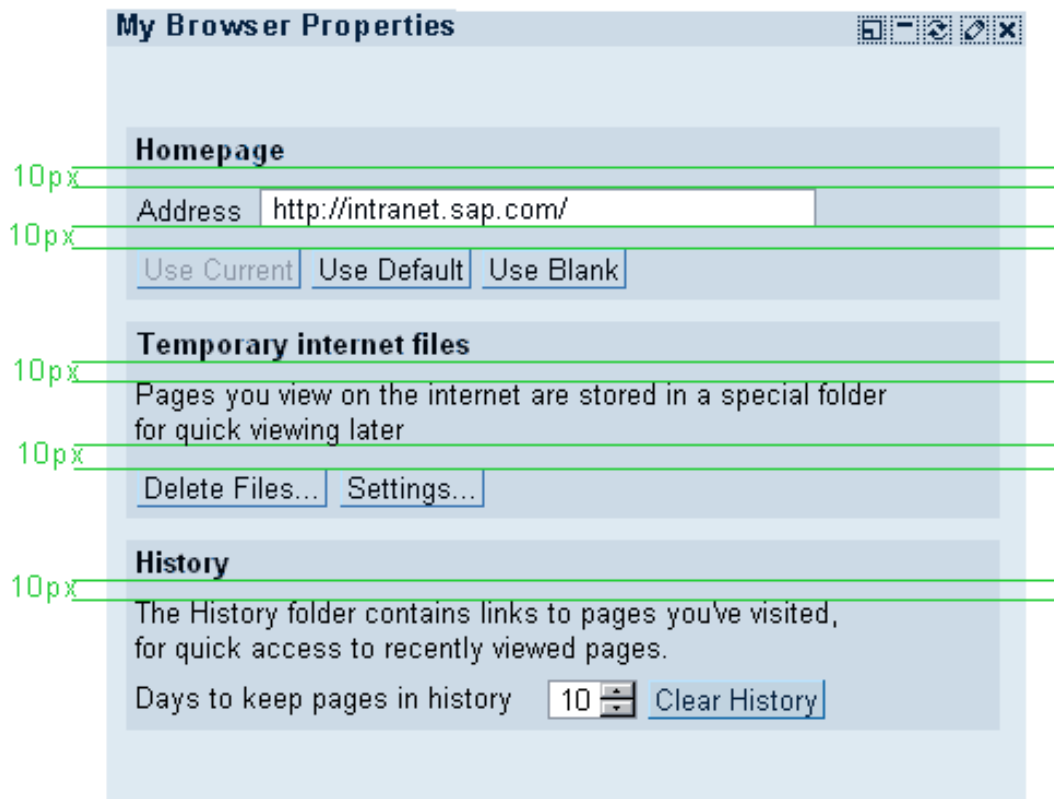 My Browser Properties
Homepage
10px
Address http://intranet.sap.com/
10px
Use Current Use Default Use Blank
Temporary internet files
10px
Pages you view on the internet are stored in a special folder
for quick viewing later
10px
Delete Files... Settings...
History
10px
The History folder contains links to pages you've visited,
for quick access to recently viewed pages.
Days to keep pages in history 10 Clear History